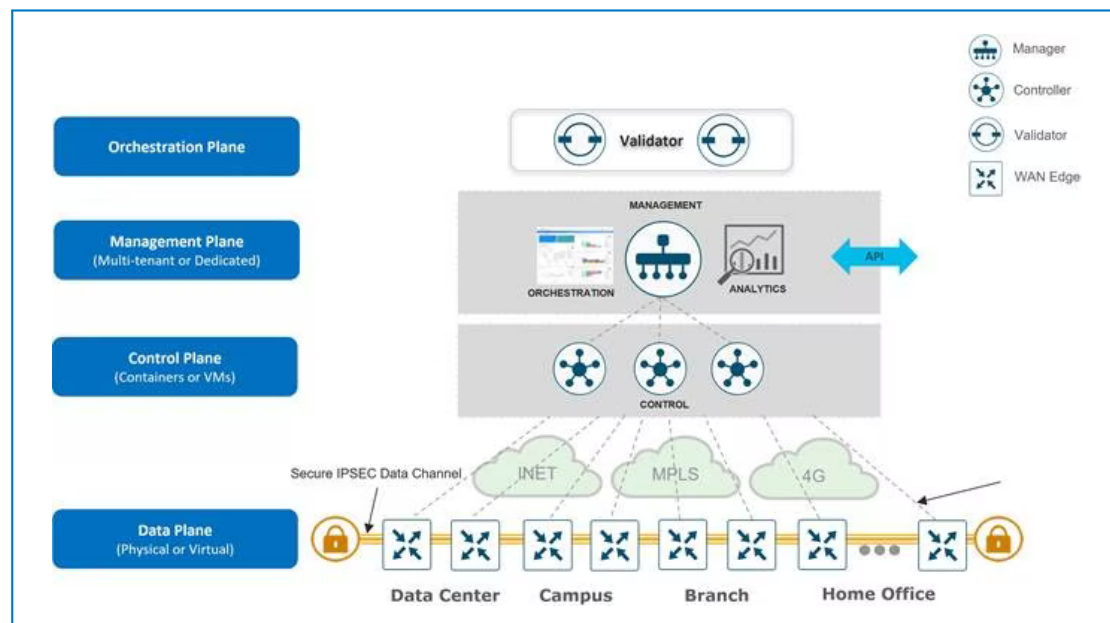 Manager
Controller
Validator
WAN Edge
Orchestration Plane
Validator
Management Plane
(Multi-tenant or Dedicated)
MANAGEMENT
ORCHESTRATION
ANALYTICS
API
Control Plane
(Containers or VMs)
CONTROL
INET
MPLS
4G
Secure IPSEC Data Channel
Data Plane
(Physical or Virtual)
Data Center
Campus
Branch
Home Office